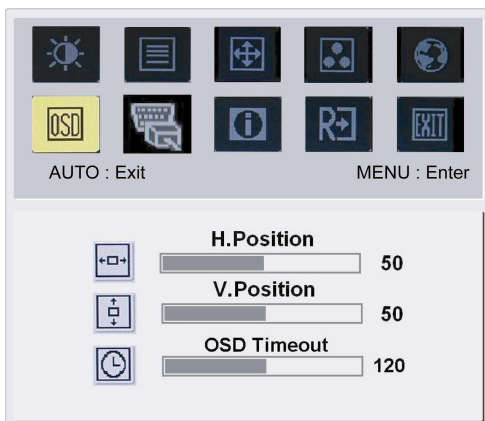 OSD
i
R
EXIT
AUTO : Exit
MENU : Enter
H.Position
50
V.Position
50
OSD Timeout
120